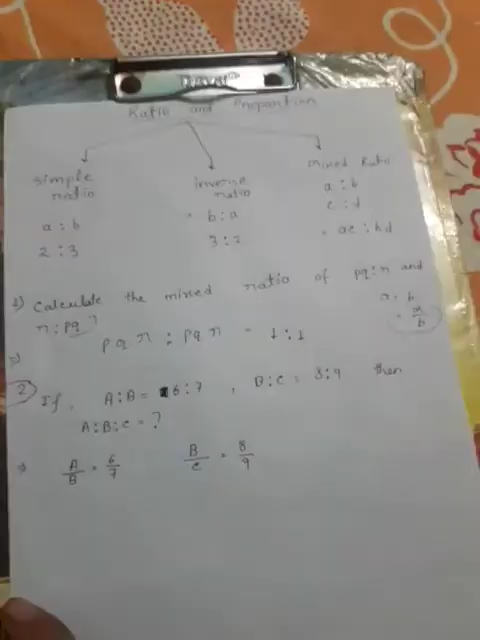 Ratio and Proportion
simple ratio
a : b
2 : 3
inverse ratio
b : a
3 : 2
mixed Ratio
a : b
c : d
= ac : bd
1) Calculate the mixed ratio of pq:r and
r : pq ?
a : b
= a/b
⇒ pqr : pqr = 1 : 1
2) If, A:B = 6:7 , B:C = 8:9 then
A:B:C = ?
⇒ A/B = 6/7 B/C = 8/9